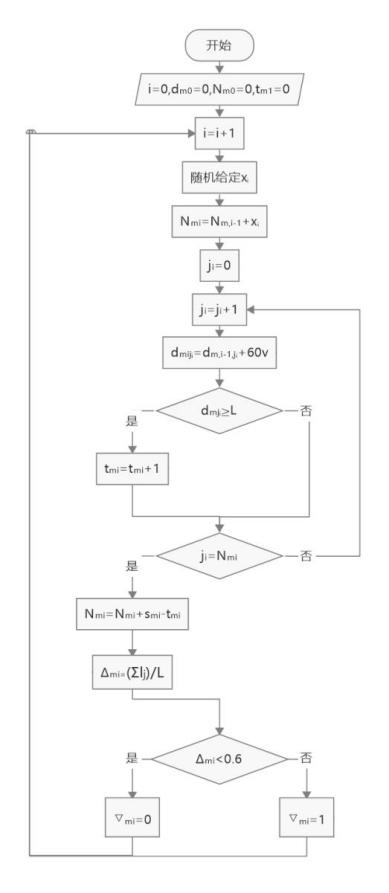 开始
i=0,dm0=0,Nm0=0,tm1=0
i=i+1
随机给定xi
Nmi=Nm,i-1+xi
ji=0
ji=ji+1
dmiji=dm,i-1,ji+60v
dmji≥L
是
否
tmi=tmi+1
ji=Nmi
是
否
Nmi=Nmi+smi-tmi
Δmi=(Σlj)/L
Δmi<0.6
是
否
▽mi=0
▽mi=1